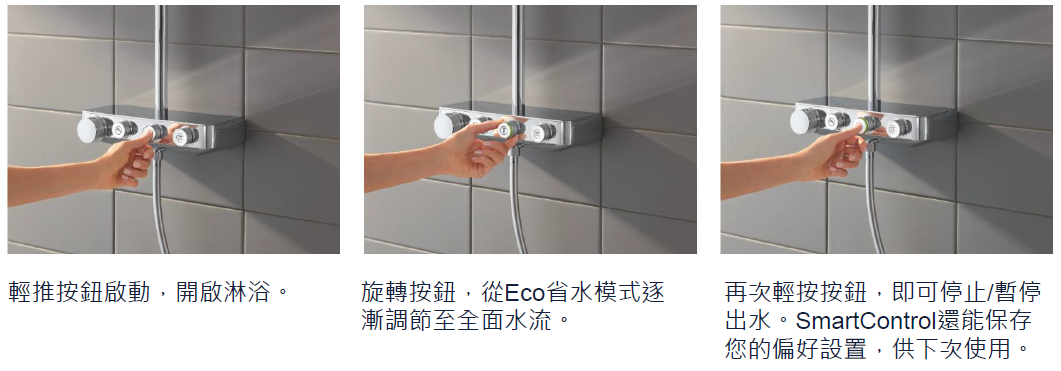 輕推按鈕啟動，開啟淋浴。
旋轉按鈕，從Eco省水模式逐
漸調節至全面水流。
再次輕按按鈕，即可停止/暫停
出水。SmartControl還能保存
您的偏好設置，供下次使用。